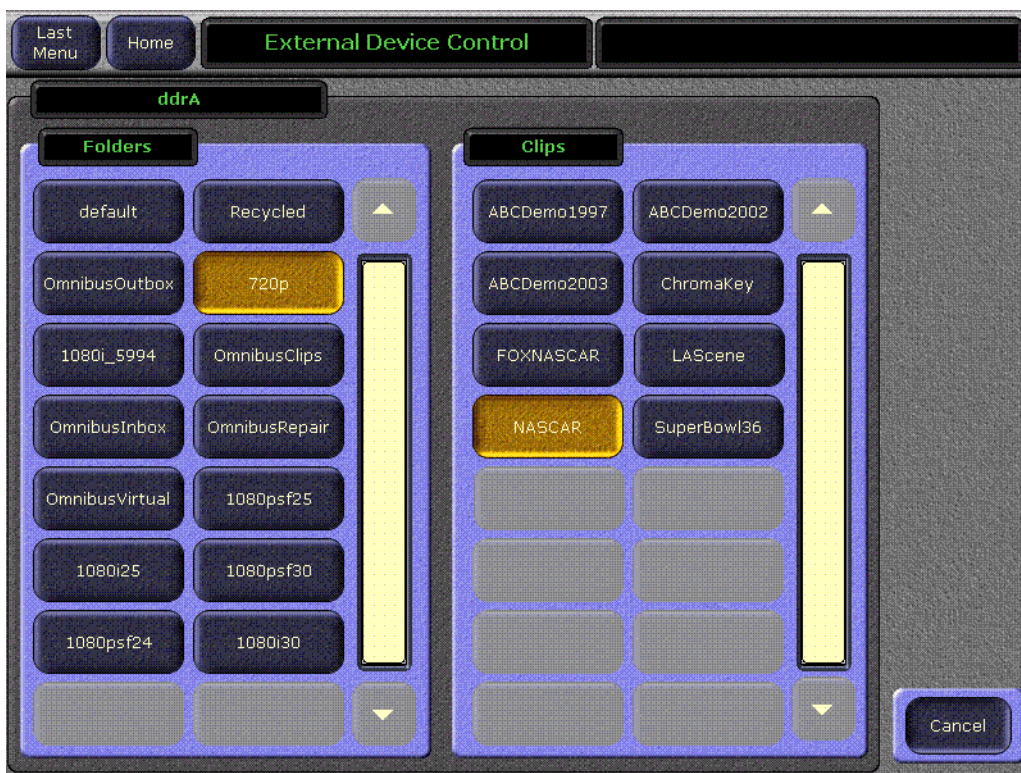 Last Menu
Home
External Device Control
ddrA
Folders
default
Recycled
OmnibusOutbox
720p
1080i_5994
OmnibusClips
OmnibusInbox
OmnibusRepair
OmnibusVirtual
1080psf25
1080i25
1080psf30
1080psf24
1080i30
Clips
ABCDemo1997
ABCDemo2002
ABCDemo2003
ChromaKey
FOXNASCAR
LAScene
NASCAR
SuperBowl36
Cancel